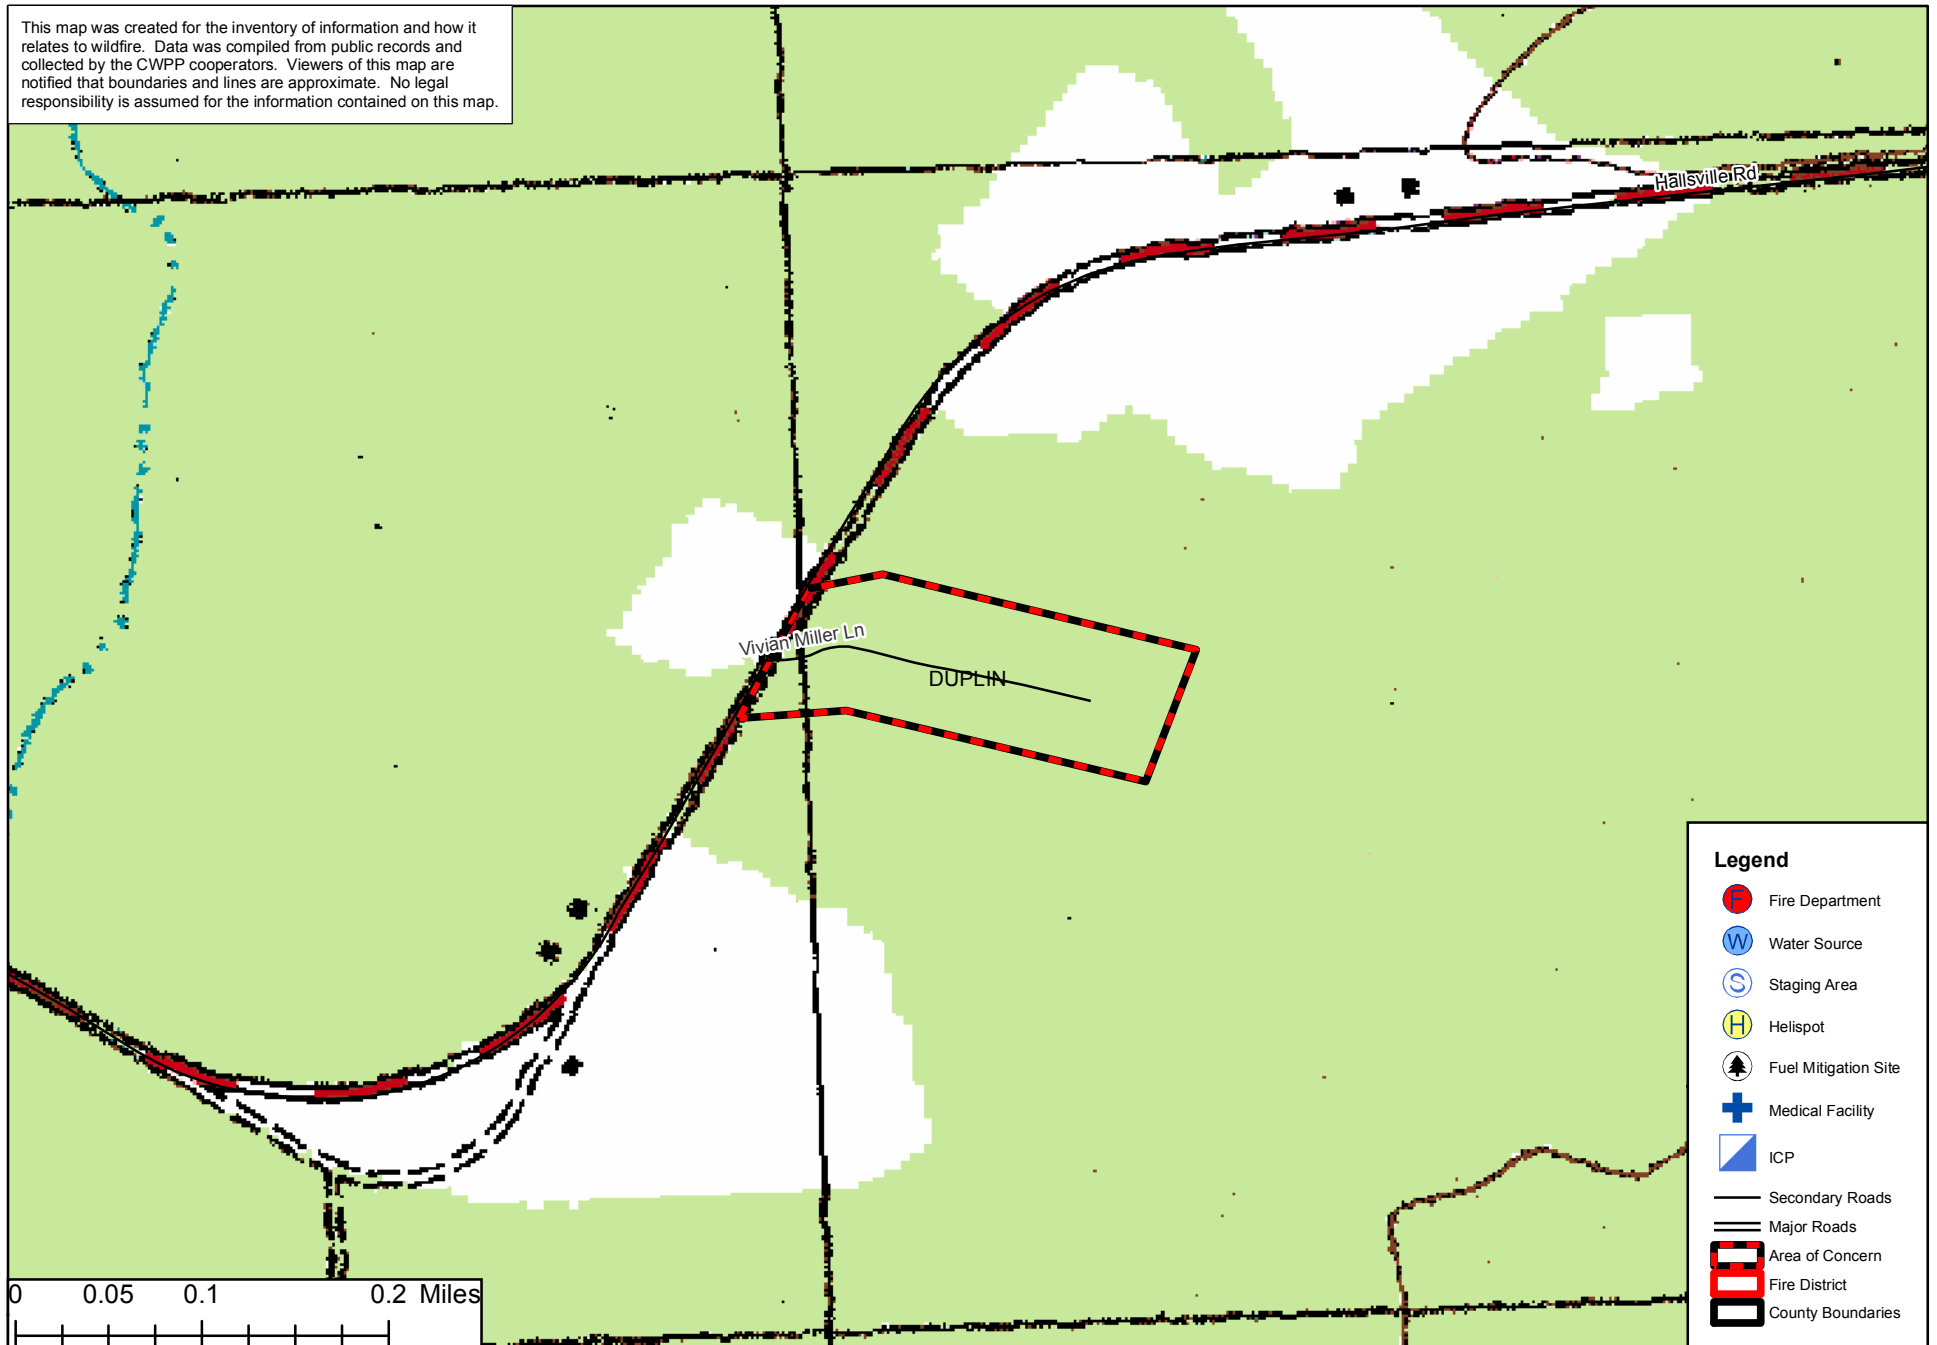 This map was created for the inventory of information and how it
relates to wildfire. Data was compiled from public records and
collected by the CWPP cooperators. Viewers of this map are
notified that boundaries and lines are approximate. No legal
responsibility is assumed for the information contained on this map.
Hallsville Rd
Vivian Miller Ln
DUPLIN
Legend
F Fire Department
W Water Source
S Staging Area
H Helispot
Fuel Mitigation Site
Medical Facility
ICP
Secondary Roads
Major Roads
Area of Concern
Fire District
County Boundaries
0 0.05 0.1 0.2 Miles